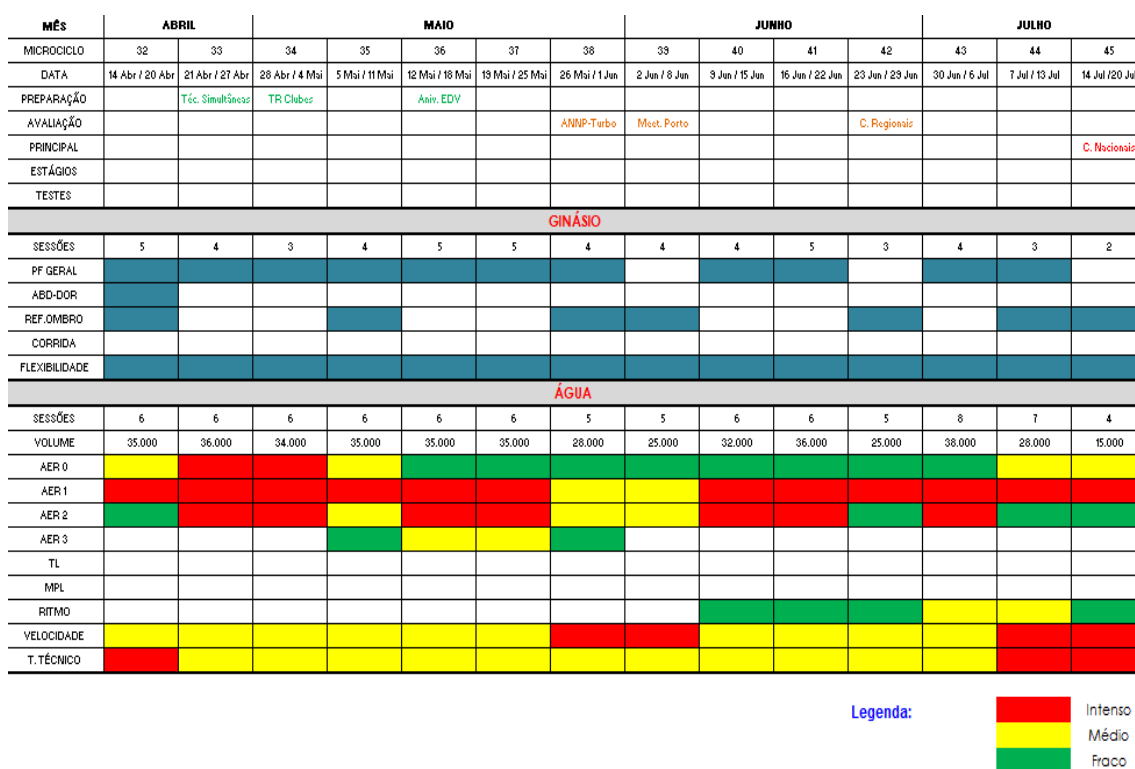 MÊS ABRIL MAIO JUNHO JULHO
MICROCICLO 32 33 34 35 36 37 38 39 40 41 42 43 44 45
DATA 14 Abr / 20 Abr 21 Abr / 27 Abr 28 Abr / 4 Mai 5 Mai / 11 Mai 12 Mai / 18 Mai 19 Mai / 25 Mai 26 Mai / 1 Jun 2 Jun / 8 Jun 9 Jun / 15 Jun 16 Jun / 22 Jun 23 Jun / 29 Jun 30 Jun / 6 Jul 7 Jul / 13 Jul 14 Jul /20 Jul
PREPARAÇÃO Téc. Simultâneas TR Clubes Aniv. EDV
AVALIAÇÃO ANNP-Turbo Meet. Porto C. Regionais
PRINCIPAL C. Nacionais
ESTÁGIOS
TESTES
GINÁSIO
SESSÕES 5 4 3 4 5 5 4 4 4 5 3 4 3 2
PF GERAL
ABD-DOR
REF.OMBRO
CORRIDA
FLEXIBILIDADE
ÁGUA
SESSÕES 6 6 6 6 6 6 5 5 6 6 5 8 7 4
VOLUME 35.000 36.000 34.000 35.000 35.000 35.000 28.000 25.000 32.000 36.000 25.000 38.000 28.000 15.000
AER 0
AER 1
AER 2
AER 3
TL
MPL
RITMO
VELOCIDADE
T. TÉCNICO
Legenda: Intenso
Médio
Fraco